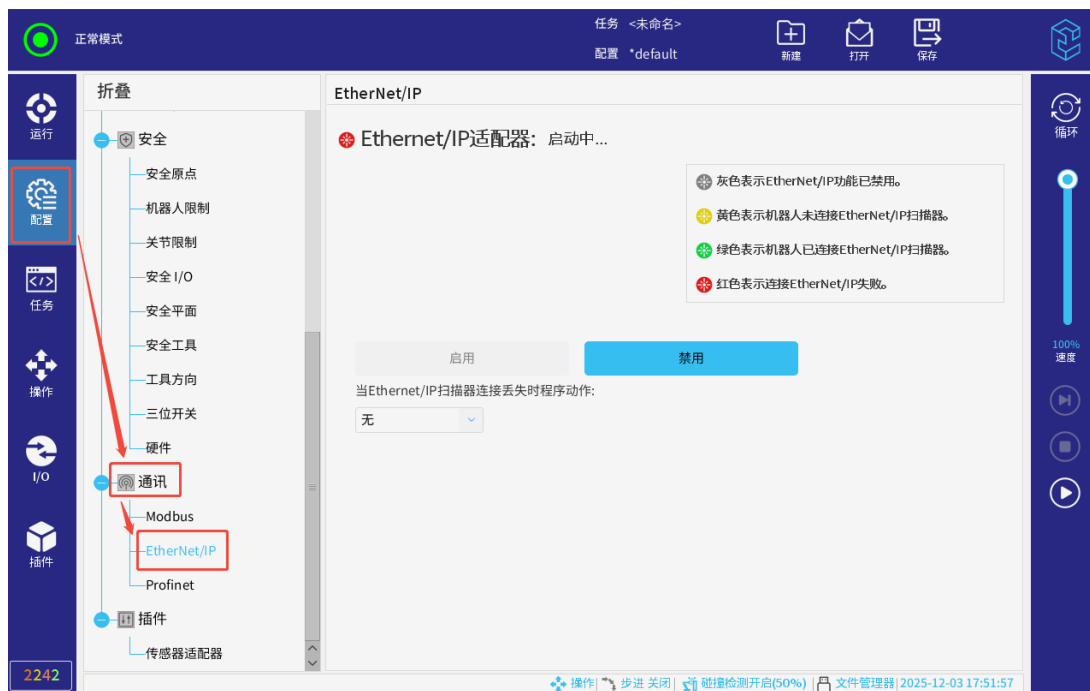 正常模式
任务 <未命名>
配置 *default
新建
打开
保存
运行
配置
任务
操作
I/O
插件
2242
折叠
安全
安全原点
机器人限制
关节限制
安全 I/O
安全平面
安全工具
工具方向
三位开关
硬件
通讯
Modbus
EtherNet/IP
Profinet
插件
传感器适配器
EtherNet/IP
Ethernet/IP适配器: 启动中...
灰色表示EtherNet/IP功能已禁用。
黄色表示机器人未连接EtherNet/IP扫描器。
绿色表示机器人已连接EtherNet/IP扫描器。
红色表示连接EtherNet/IP失败。
启用
禁用
当Ethernet/IP扫描器连接丢失时程序动作:
无
循环
100%
速度
操作| 步进 关闭| 碰撞检测开启(50%) | 文件管理器|2025-12-03 17:51:57